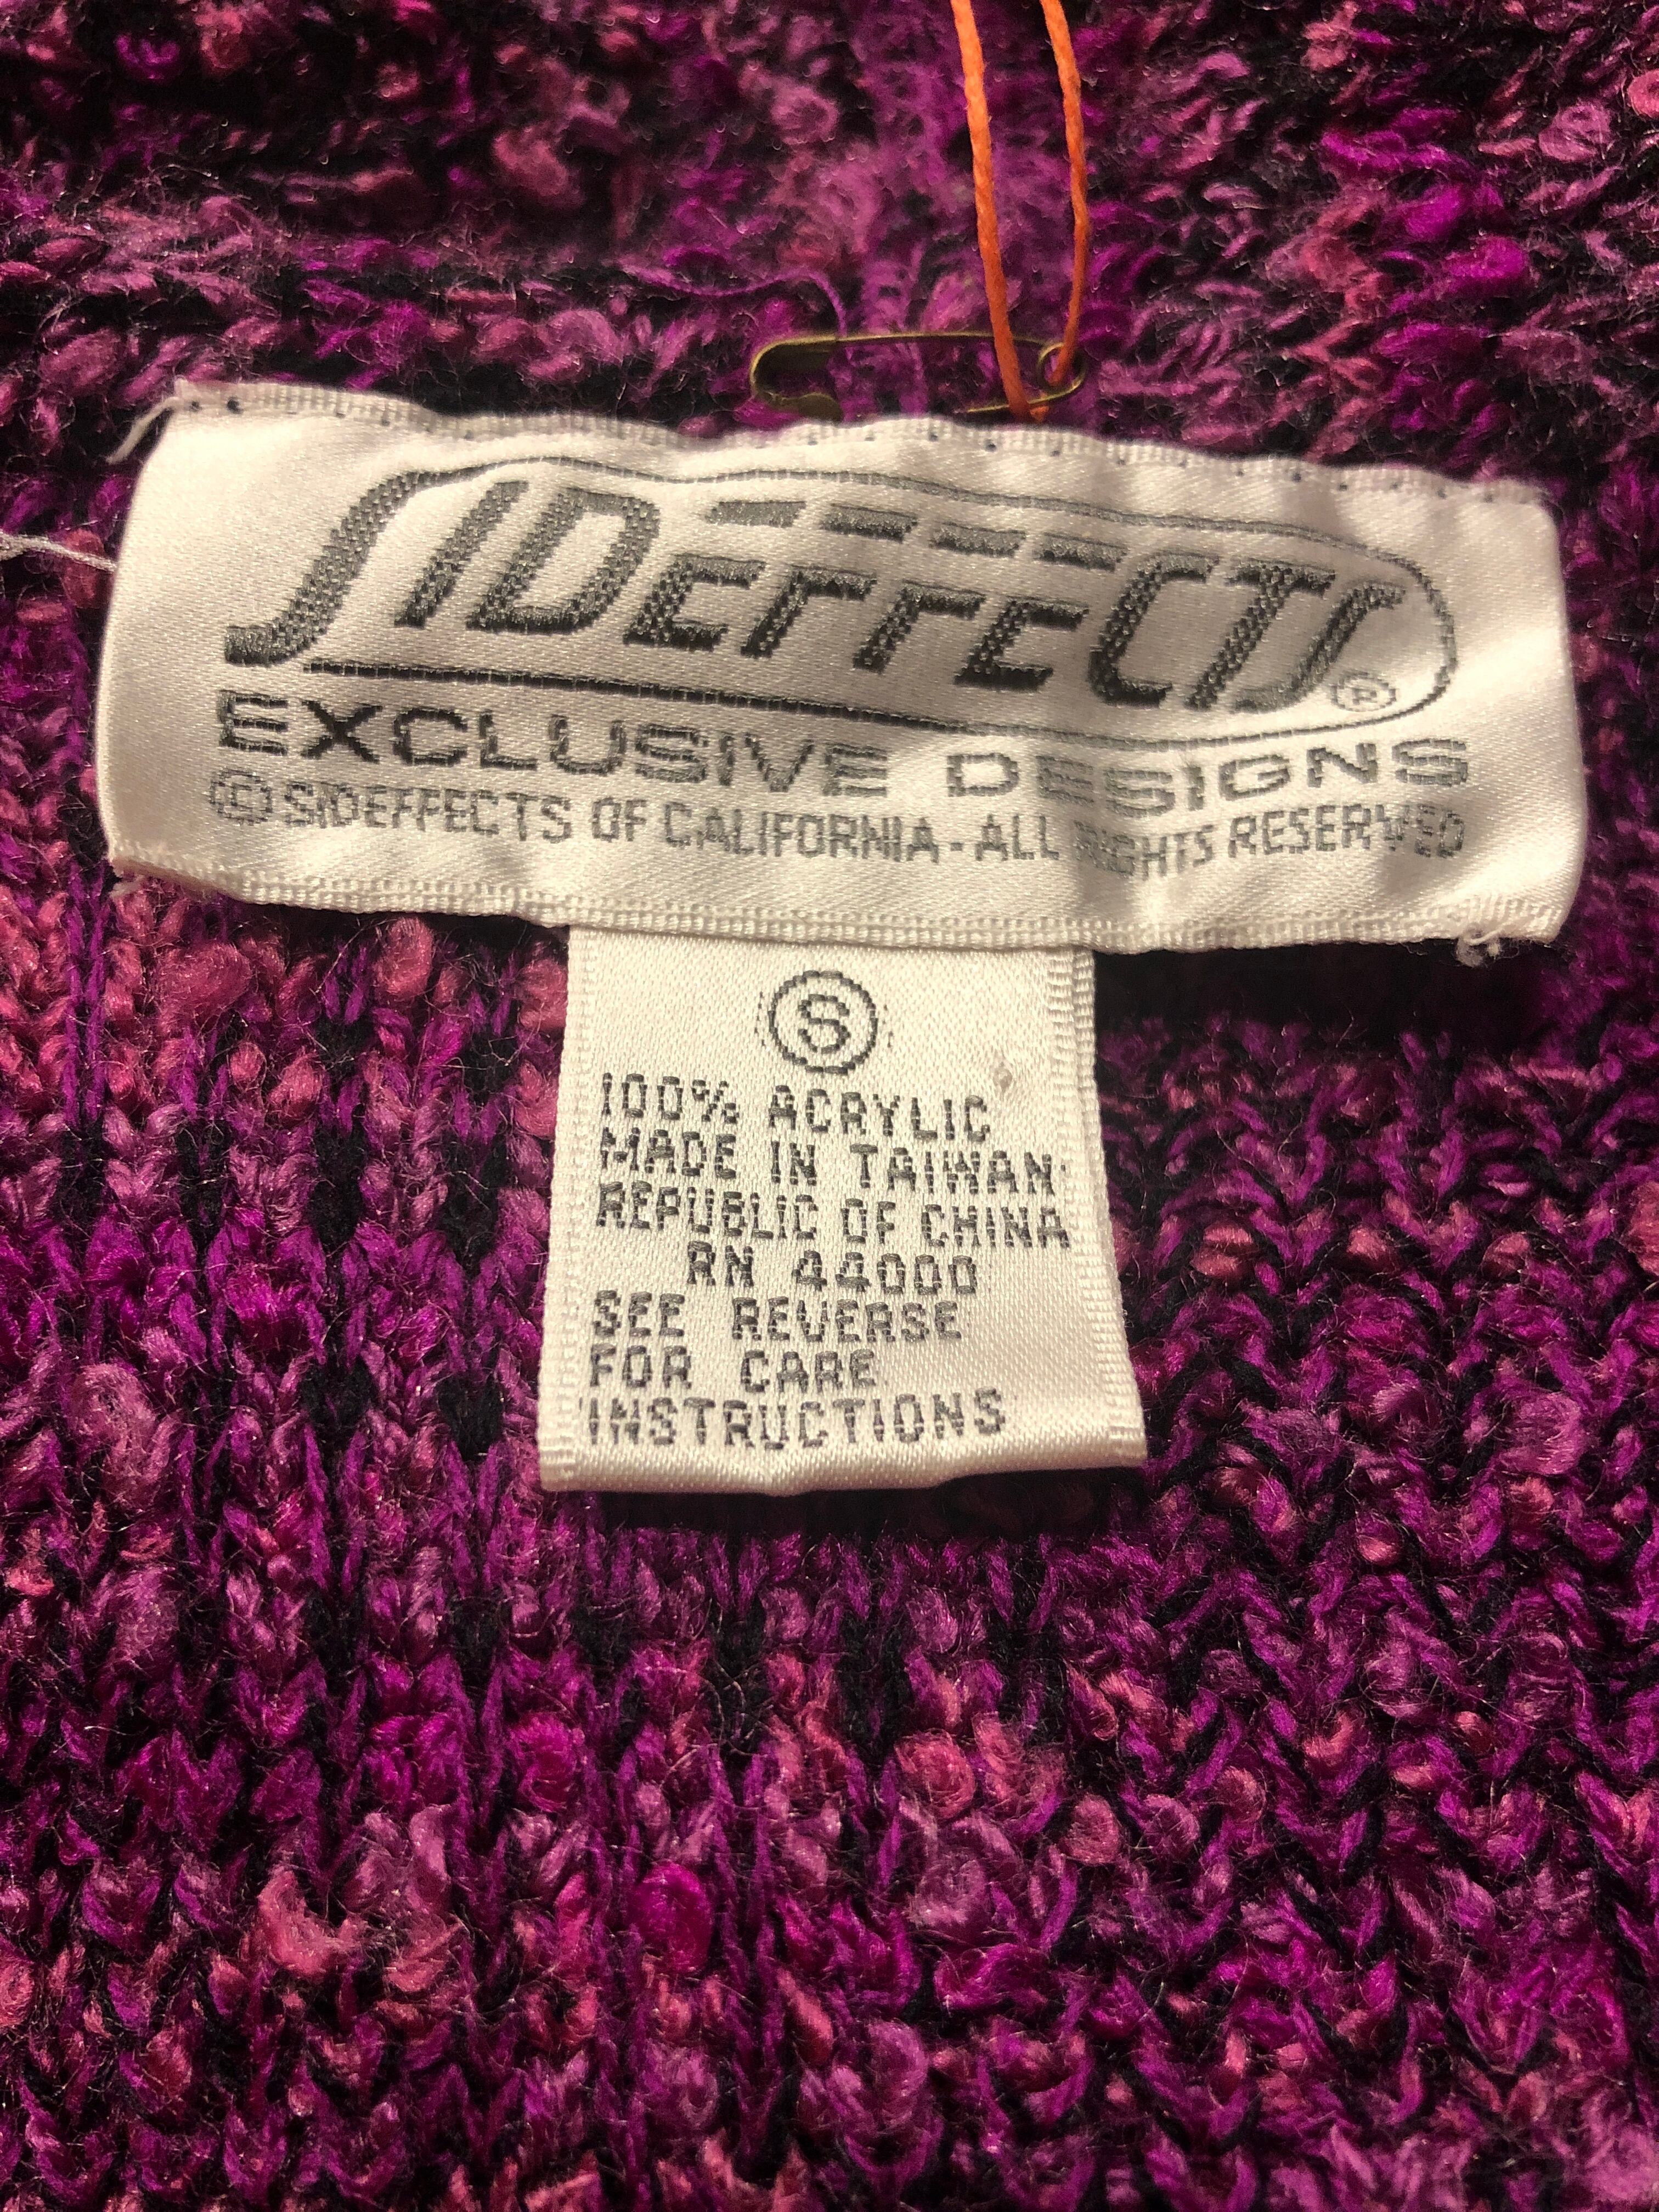 SIDEFFECTS®
EXCLUSIVE DESIGNS
© SIDEFFECTS OF CALIFORNIA - ALL RIGHTS RESERVED
S
100% ACRYLIC
MADE IN TAIWAN
REPUBLIC OF CHINA
RN 44000
SEE REVERSE
FOR CARE
INSTRUCTIONS